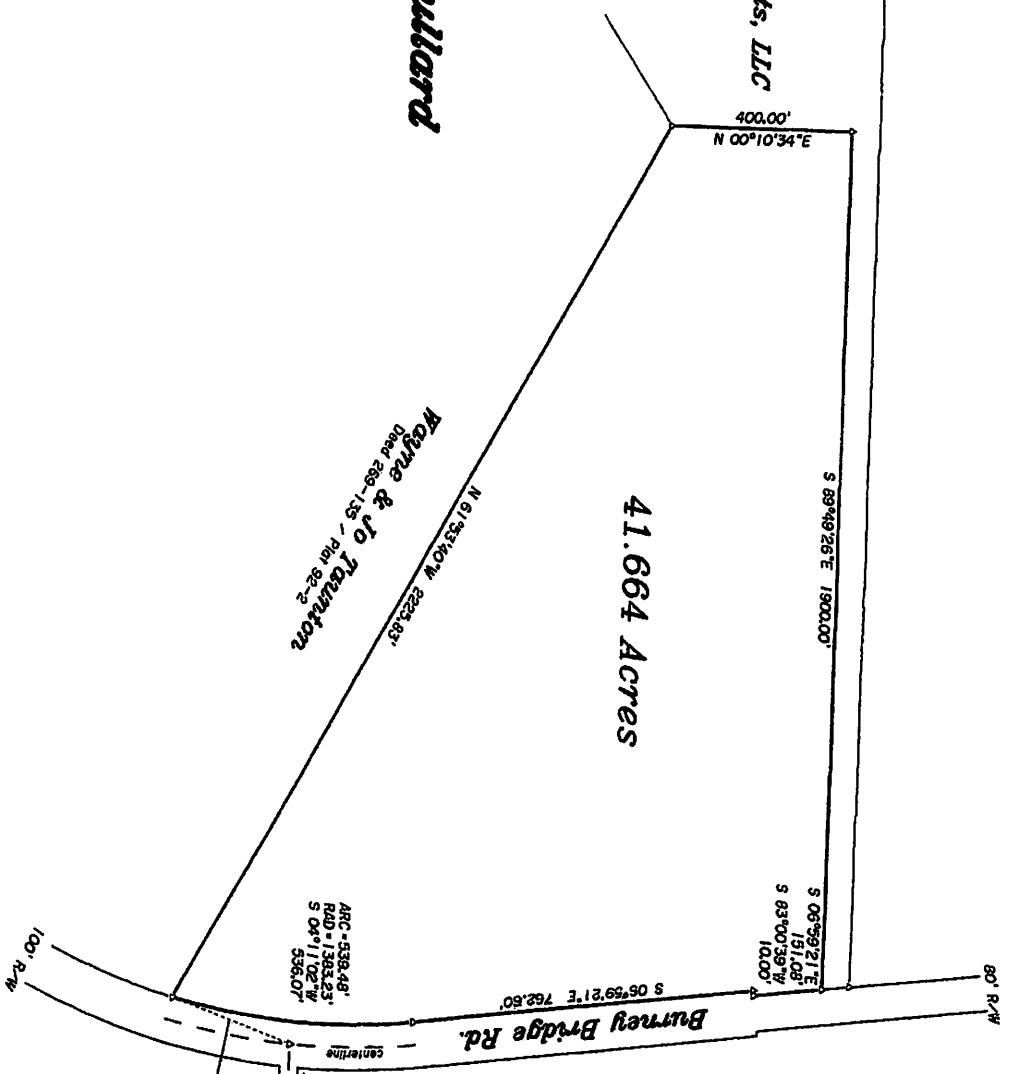 ullard
ts, LLC
400.00'
N 00°10'34"E
S 89°49'26"E 1900.00'
41.664 Acres
N 61°53'40"W 2225.83'
Wayne & Jo Taunton
Deed 269-135 / Plat 92-2
S 06°59'21"E
151.08'
S 83°00'39"W
10.00'
S 06°59'21"E 762.60'
Burney Bridge Rd.
ARC=539.48'
RAD=1383.23'
S 04°11'02"W
536.07'
centerline
100' R/W
80' R/W